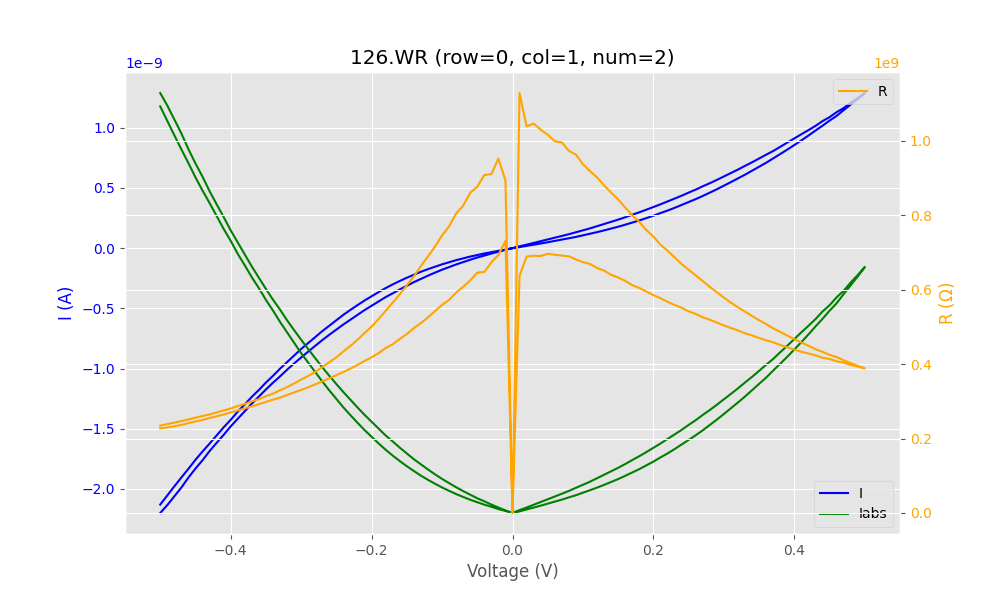 126.WR (row=0, col=1, num=2)
1e−9
1e9
R
1.0
0.5
0.0
−0.5
−1.0
−1.5
−2.0
I (A)
1.0
0.8
0.6
0.4
0.2
0.0
R (Ω)
I
Iabs
−0.4
−0.2
0.0
0.2
0.4
Voltage (V)